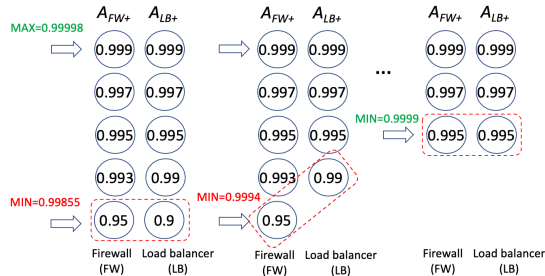 A_FW+ A_LB+ A_FW+ A_LB+ A_FW+ A_LB+
MAX=0.99998
0.999 0.999 0.999 0.999 0.999 0.999
...
0.997 0.997 0.997 0.997 0.997 0.997
MIN=0.9999
0.995 0.995 0.995 0.995 0.995 0.995
0.993 0.99 0.993 0.99
MIN=0.99855 MIN=0.9994
0.95 0.9 0.95
Firewall Load balancer Firewall Load balancer Firewall Load balancer
(FW) (LB) (FW) (LB) (FW) (LB)